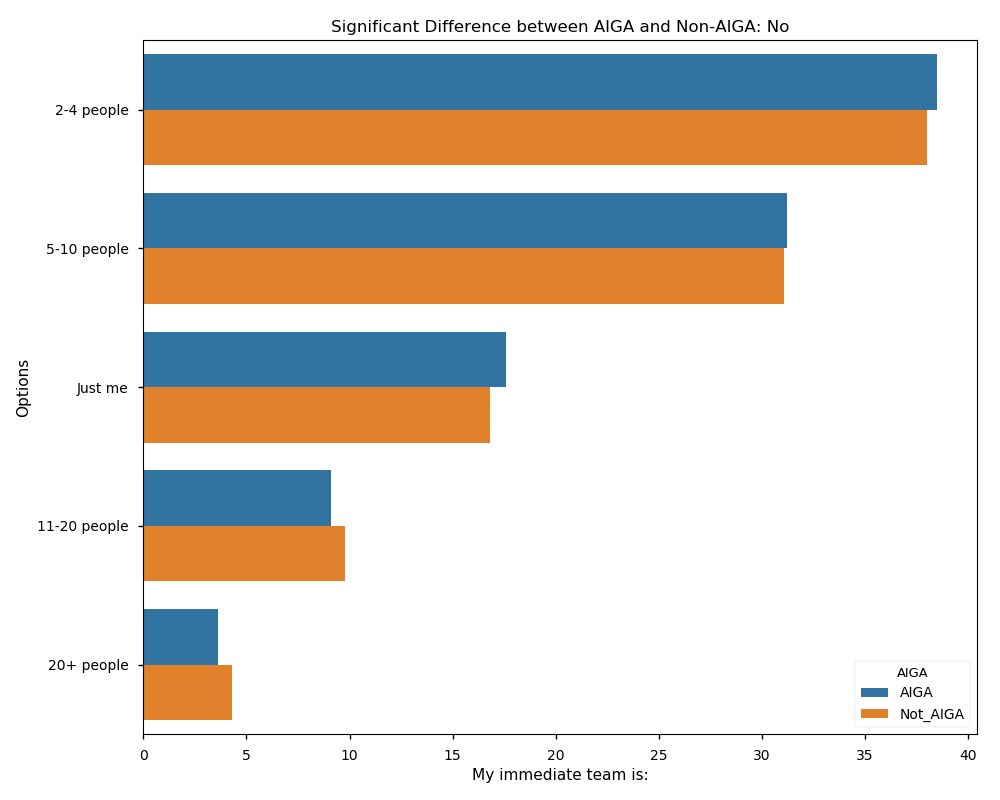 Significant Difference between AIGA and Non-AIGA: No
Options
2-4 people
5-10 people
Just me
11-20 people
20+ people
AIGA
AIGA
Not_AIGA
0 5 10 15 20 25 30 35 40
My immediate team is: